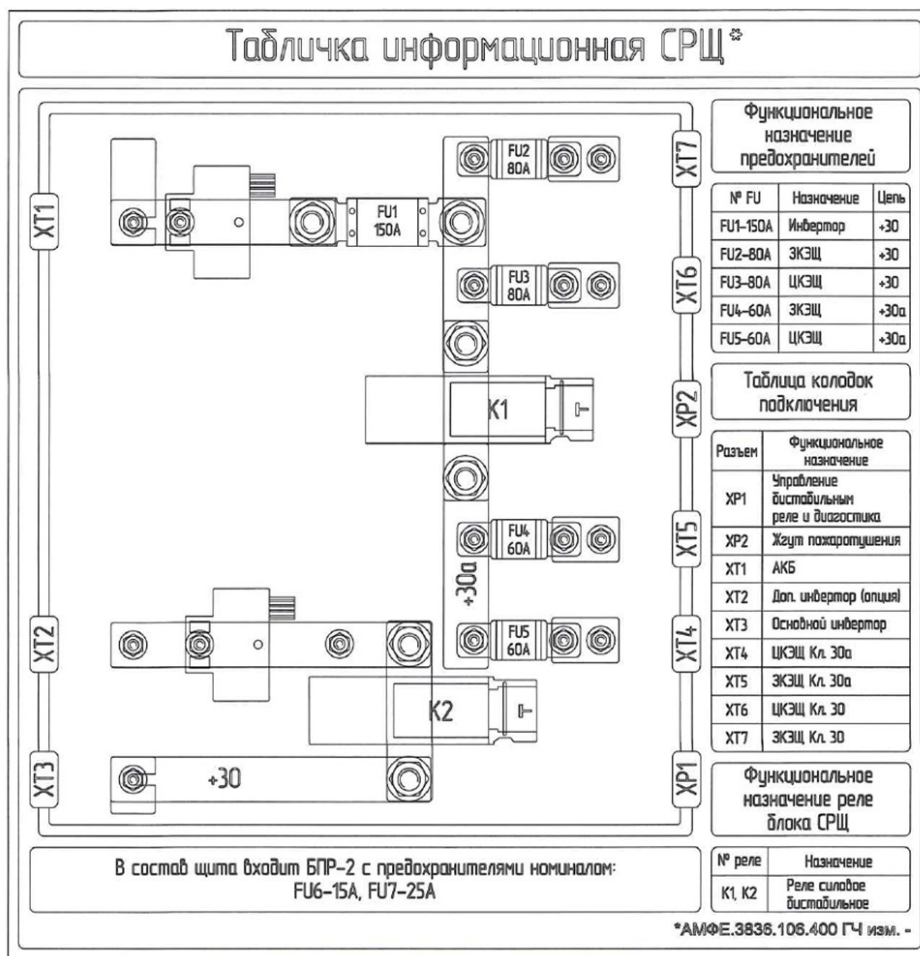 Табличка информационная СРЩ*
XT1
XT2
XT3
FU1
150A
FU2
80A
FU3
80A
K1
FU4
60A
+30а
FU5
60A
K2
+30
XT7
XT6
XP2
XT5
XT4
XP1
Функциональное
назначение
предохранителей
№ FU Назначение Цепь
FU1-150A Инвертор +30
FU2-80A ЗКЭЩ +30
FU3-80A ЦКЭЩ +30
FU4-60A ЗКЭЩ +30а
FU5-60A ЦКЭЩ +30а
Таблица колодок
подключения
Разъем Функциональное
назначение
XP1 Управление
бистабильным
реле и диагостика
XP2 Жгут пожаротушения
XT1 АКБ
XT2 Доп. инвертор (опция)
XT3 Основной инвертор
XT4 ЦКЭЩ Кл. 30а
XT5 ЗКЭЩ Кл. 30а
XT6 ЦКЭЩ Кл. 30
XT7 ЗКЭЩ Кл. 30
Функциональное
назначение реле
блока СРЩ
№ реле Назначение
K1, K2 Реле силовое
бистабильное
В состав щита входит БПР-2 с предохранителями номиналом:
FU6-15A, FU7-25A
*АМФЕ.3836.106.400 ГЧ изм. -